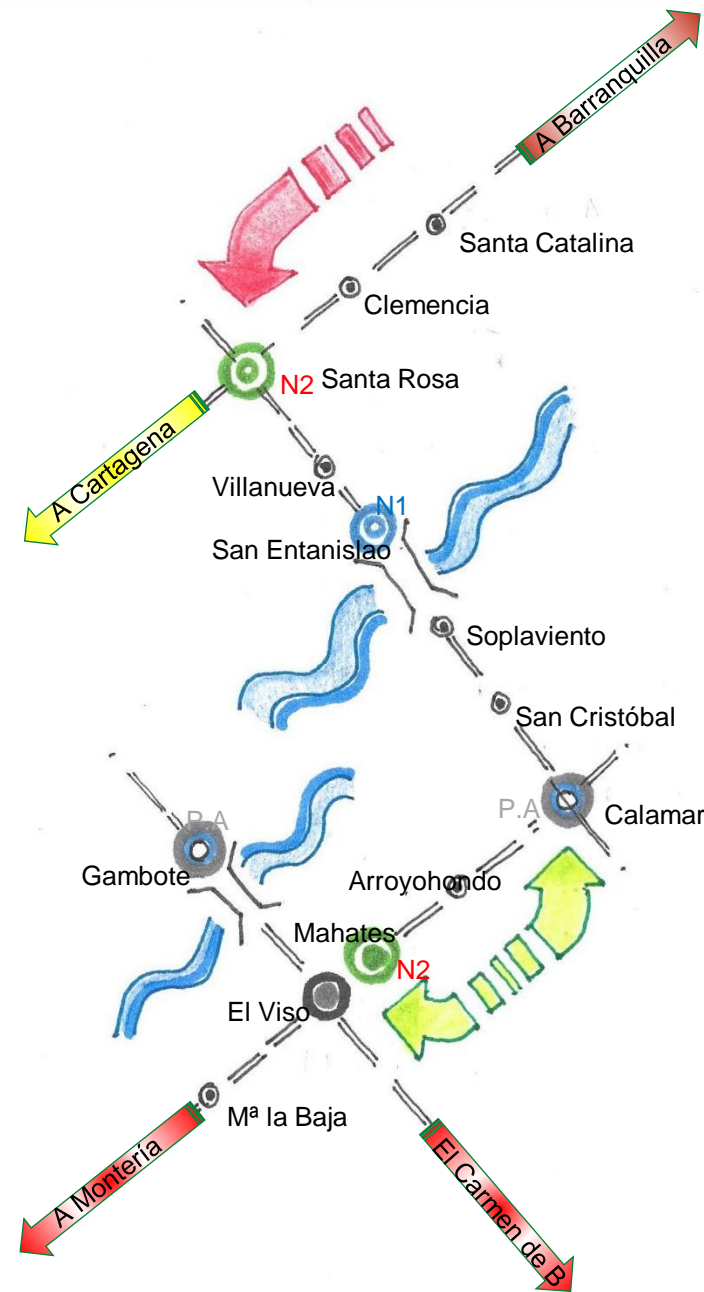 A Barranquilla
Santa Catalina
Clemencia
N2 Santa Rosa
A Cartagena
Villanueva
N1
San Entanislao
Soplaviento
San Cristóbal
P.A
Calamar
P.A
Gambote
Arroyohondo
Mahates
N2
El Viso
Mª la Baja
A Montería
El Carmen de B